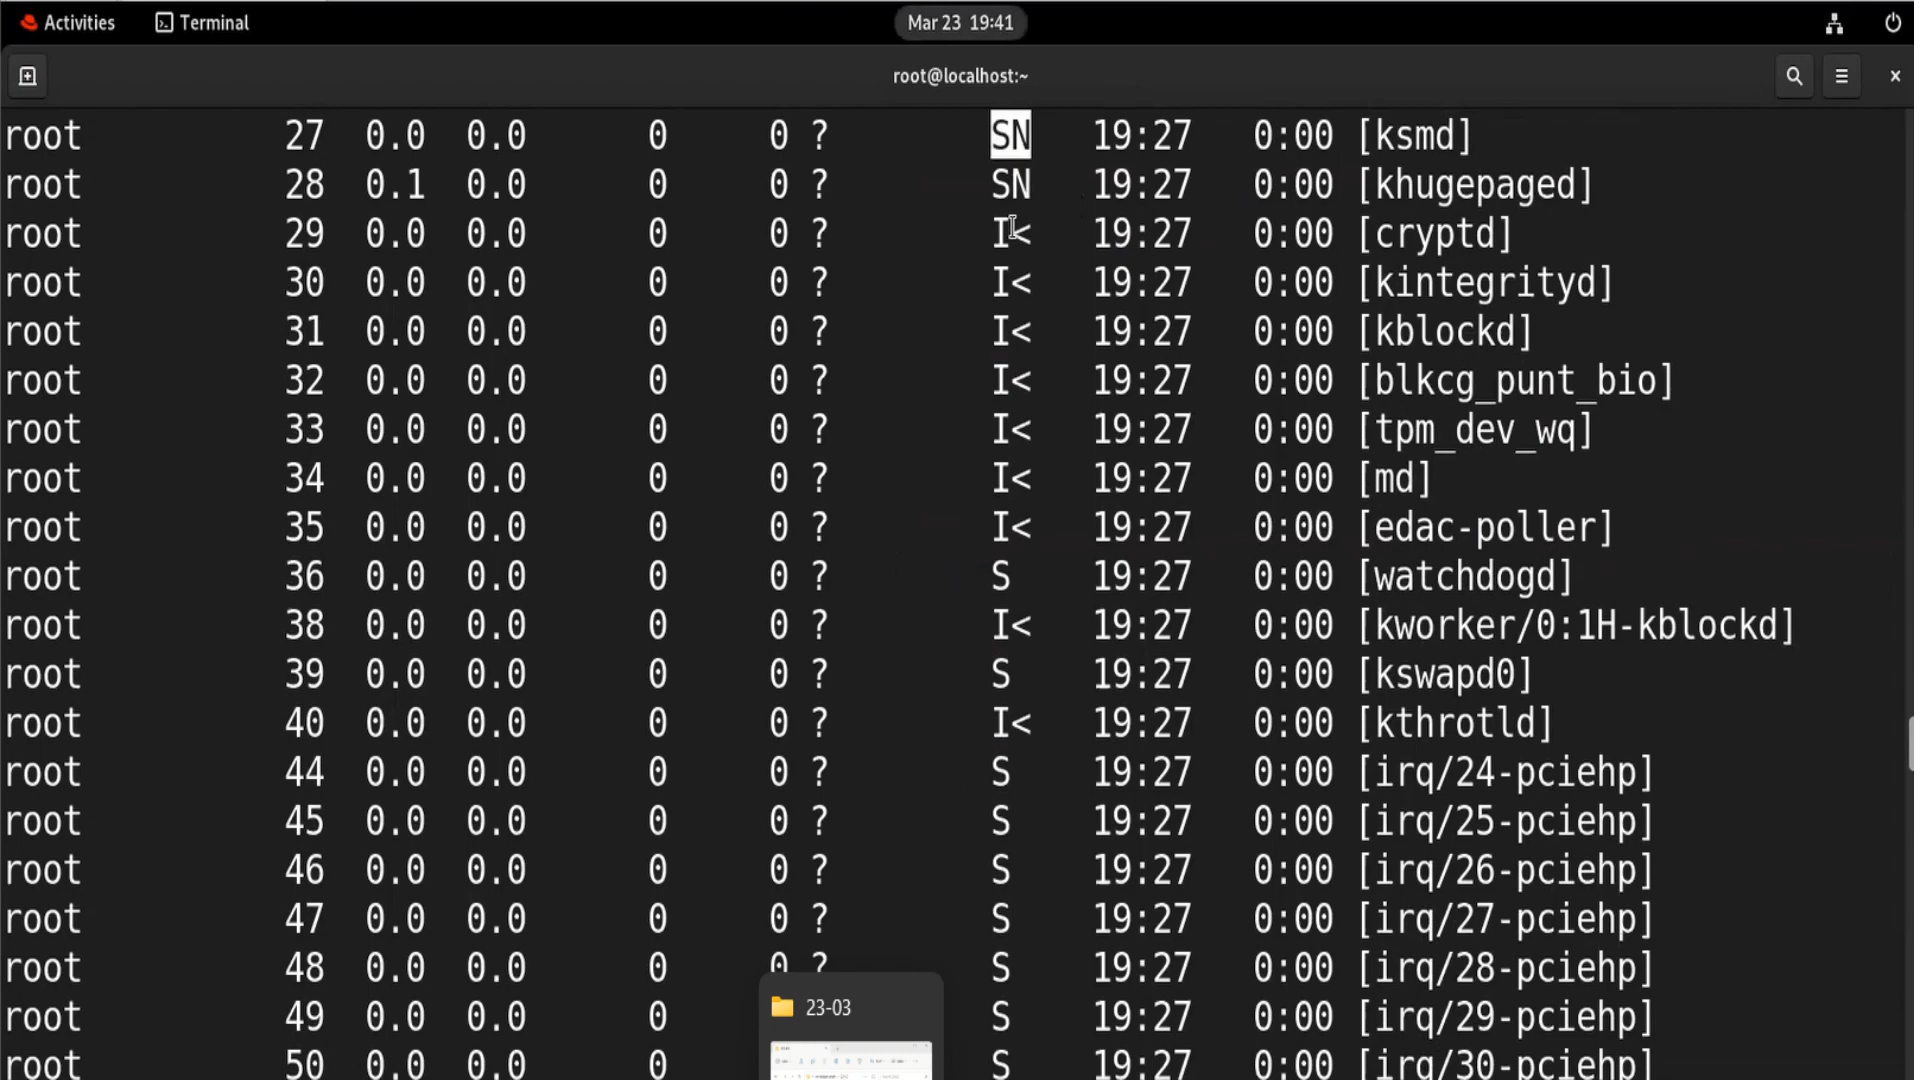 Activities Terminal Mar 23 19:41
root@localhost:~
root 27 0.0 0.0 0 0 ? SN 19:27 0:00 [ksmd]
root 28 0.1 0.0 0 0 ? SN 19:27 0:00 [khugepaged]
root 29 0.0 0.0 0 0 ? I< 19:27 0:00 [cryptd]
root 30 0.0 0.0 0 0 ? I< 19:27 0:00 [kintegrityd]
root 31 0.0 0.0 0 0 ? I< 19:27 0:00 [kblockd]
root 32 0.0 0.0 0 0 ? I< 19:27 0:00 [blkcg_punt_bio]
root 33 0.0 0.0 0 0 ? I< 19:27 0:00 [tpm_dev_wq]
root 34 0.0 0.0 0 0 ? I< 19:27 0:00 [md]
root 35 0.0 0.0 0 0 ? I< 19:27 0:00 [edac-poller]
root 36 0.0 0.0 0 0 ? S 19:27 0:00 [watchdogd]
root 38 0.0 0.0 0 0 ? I< 19:27 0:00 [kworker/0:1H-kblockd]
root 39 0.0 0.0 0 0 ? S 19:27 0:00 [kswapd0]
root 40 0.0 0.0 0 0 ? I< 19:27 0:00 [kthrotld]
root 44 0.0 0.0 0 0 ? S 19:27 0:00 [irq/24-pciehp]
root 45 0.0 0.0 0 0 ? S 19:27 0:00 [irq/25-pciehp]
root 46 0.0 0.0 0 0 ? S 19:27 0:00 [irq/26-pciehp]
root 47 0.0 0.0 0 0 ? S 19:27 0:00 [irq/27-pciehp]
root 48 0.0 0.0 0 0 ? S 19:27 0:00 [irq/28-pciehp]
root 49 0.0 0.0 0 S 19:27 0:00 [irq/29-pciehp]
root 50 0.0 0.0 0 S 19:27 0:00 [irq/30-pciehp]
23-03